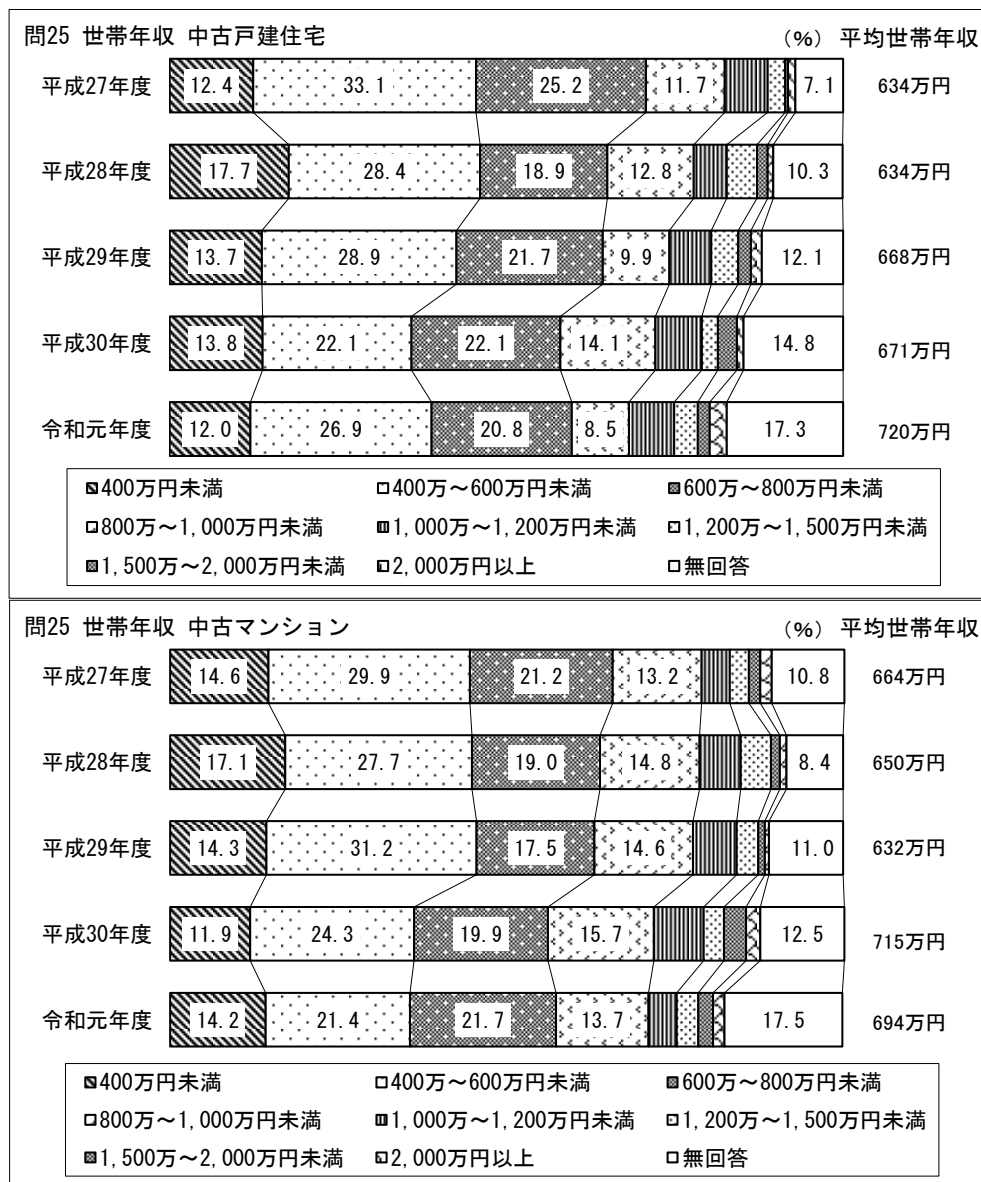 問25 世帯年収 中古戸建住宅 (%) 平均世帯年収
平成27年度 12.4 33.1 25.2 11.7 7.1 634万円
平成28年度 17.7 28.4 18.9 12.8 10.3 634万円
平成29年度 13.7 28.9 21.7 9.9 12.1 668万円
平成30年度 13.8 22.1 22.1 14.1 14.8 671万円
令和元年度 12.0 26.9 20.8 8.5 17.3 720万円
400万円未満 400万～600万円未満 600万～800万円未満
800万～1,000万円未満 1,000万～1,200万円未満 1,200万～1,500万円未満
1,500万～2,000万円未満 2,000万円以上 無回答
問25 世帯年収 中古マンション (%) 平均世帯年収
平成27年度 14.6 29.9 21.2 13.2 10.8 664万円
平成28年度 17.1 27.7 19.0 14.8 8.4 650万円
平成29年度 14.3 31.2 17.5 14.6 11.0 632万円
平成30年度 11.9 24.3 19.9 15.7 12.5 715万円
令和元年度 14.2 21.4 21.7 13.7 17.5 694万円
400万円未満 400万～600万円未満 600万～800万円未満
800万～1,000万円未満 1,000万～1,200万円未満 1,200万～1,500万円未満
1,500万～2,000万円未満 2,000万円以上 無回答